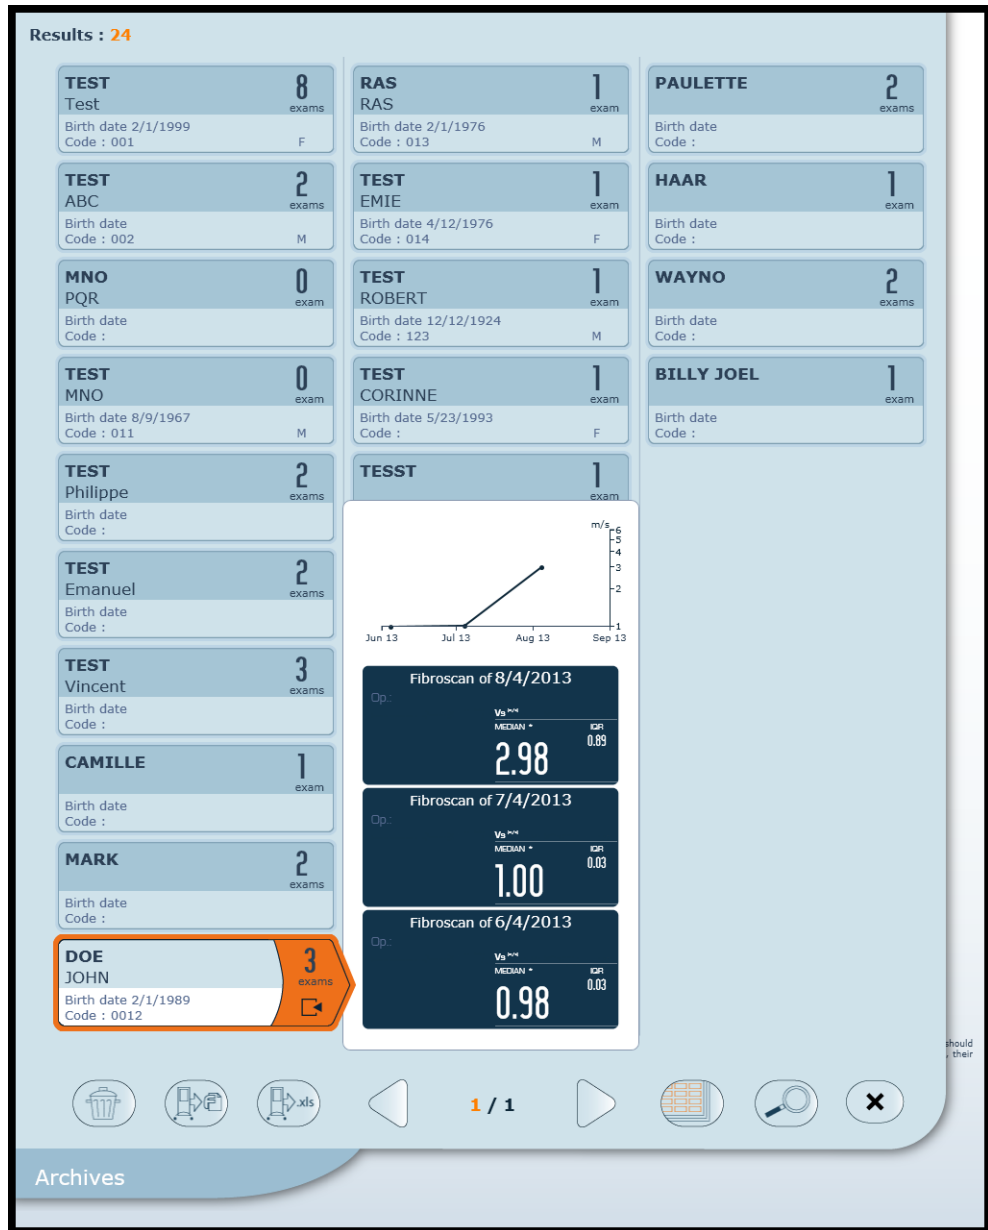 Results : 24
TEST
Test
8
exams
Birth date 2/1/1999
Code : 001
F
TEST
ABC
2
exams
Birth date
Code : 002
M
MNO
PQR
0
exam
Birth date
Code :
TEST
MNO
0
exam
Birth date 8/9/1967
Code : 011
M
TEST
Philippe
2
exams
Birth date
Code :
TEST
Emanuel
2
exams
Birth date
Code :
TEST
Vincent
3
exams
Birth date
Code :
CAMILLE
1
exam
Birth date
Code :
MARK
2
exams
Birth date
Code :
DOE
JOHN
3
exams
Birth date 2/1/1989
Code : 0012
RAS
RAS
1
exam
Birth date 2/1/1976
Code : 013
M
TEST
EMIE
1
exam
Birth date 4/12/1976
Code : 014
F
TEST
ROBERT
1
exam
Birth date 12/12/1924
Code : 123
M
TEST
CORINNE
1
exam
Birth date 5/23/1993
Code :
F
TESST
1
exam
m/s
6
5
4
3
2
1
Jun 13 Jul 13 Aug 13 Sep 13
Fibroscan of 8/4/2013
Op.:
Vs
MEDIAN * IQR
2.98 0.89
Fibroscan of 7/4/2013
Op.:
Vs
MEDIAN * IQR
1.00 0.03
Fibroscan of 6/4/2013
Op.:
Vs
MEDIAN * IQR
0.98 0.03
PAULETTE
2
exams
Birth date
Code :
HAAR
1
exam
Birth date
Code :
WAYNO
2
exams
Birth date
Code :
BILLY JOEL
1
exam
Birth date
Code :
should
, their
.xls
1 / 1
Archives